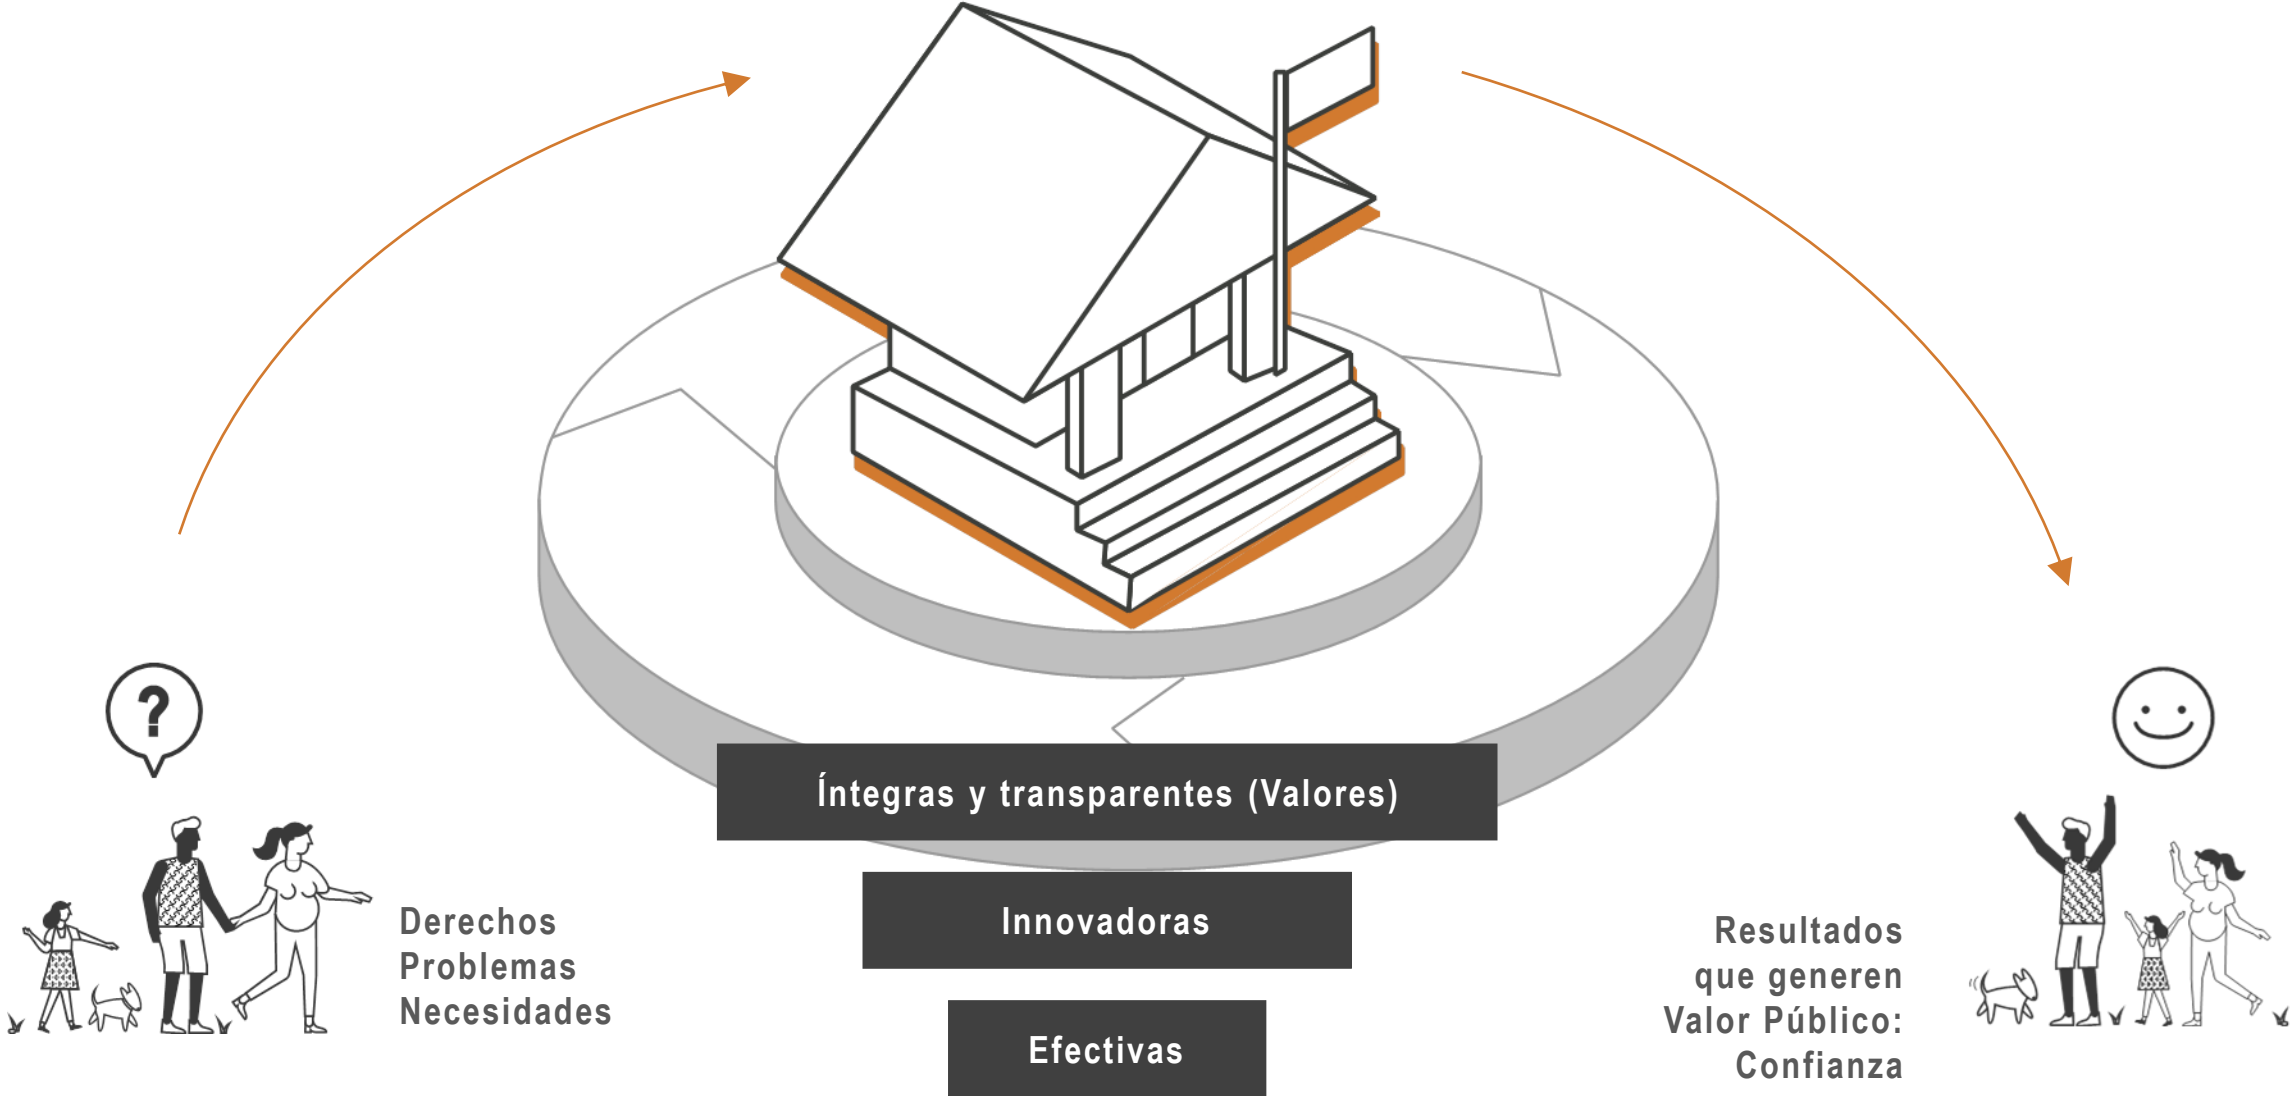 ?
Íntegras y transparentes (Valores)
Innovadoras
Efectivas
Derechos
Problemas
Necesidades
Resultados
que generen
Valor Público:
Confianza